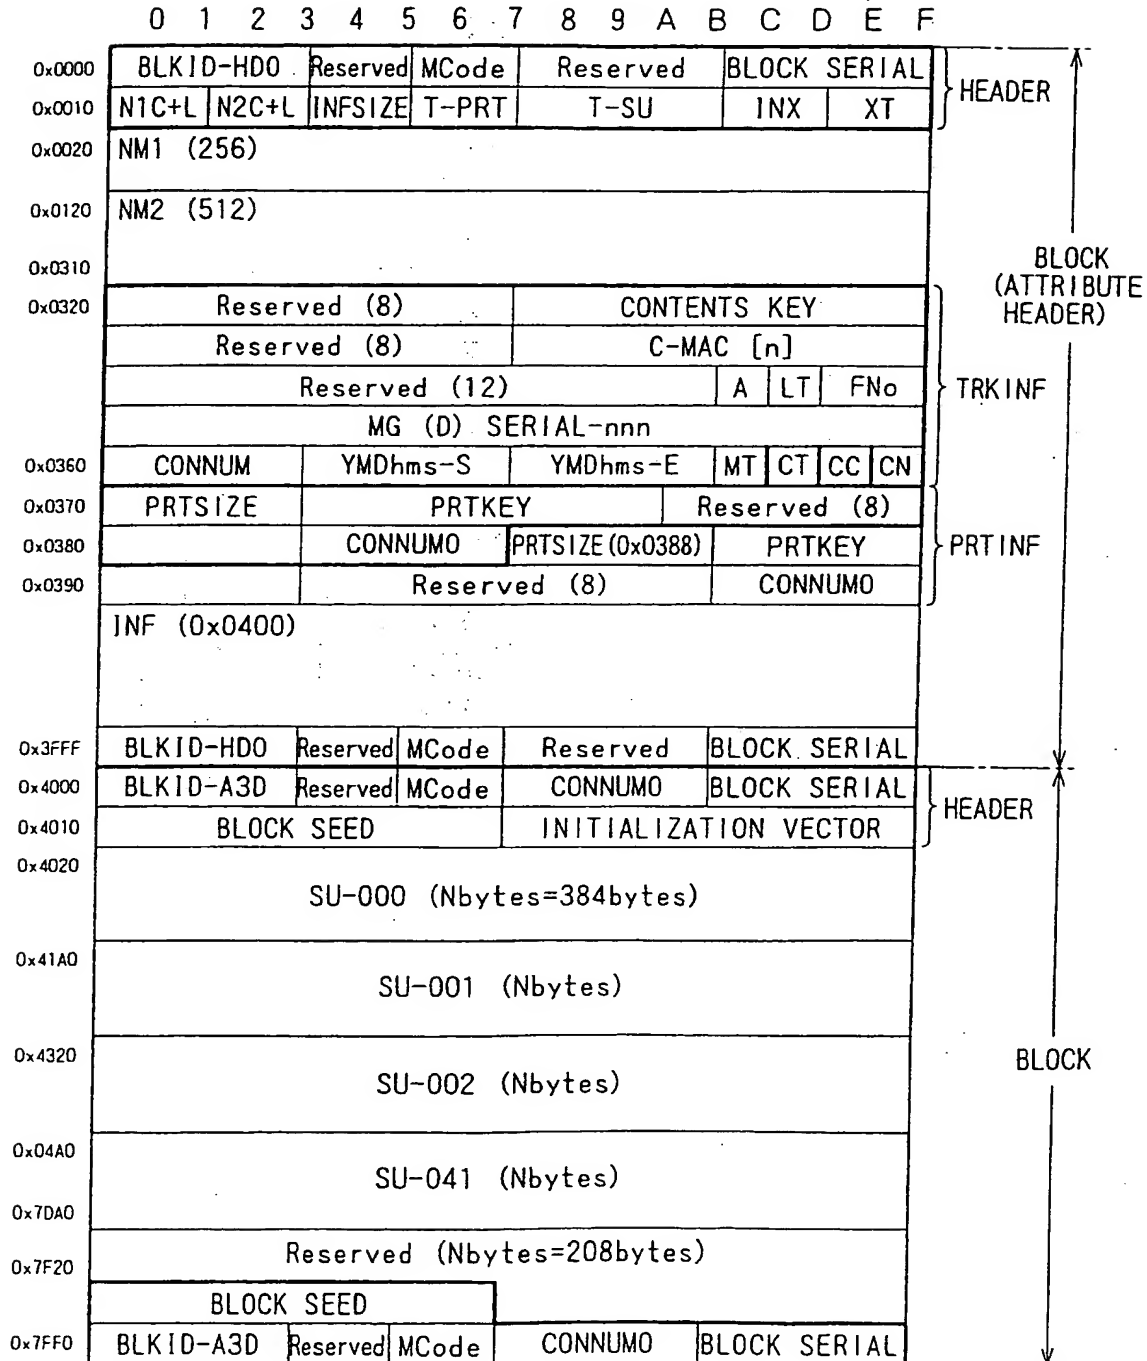 0 1 2 3 4 5 6 7 8 9 A B C D E F
0x0000 BLKID-HD0 Reserved MCode Reserved BLOCK SERIAL
HEADER
0x0010 N1C+L N2C+L INFSIZE T-PRT T-SU INX XT
0x0020 NM1 (256)
0x0120 NM2 (512)
0x0310
BLOCK
(ATTRIBUTE
HEADER)
0x0320 Reserved (8) CONTENTS KEY
Reserved (8) C-MAC [n]
Reserved (12) A LT FNo
TRKINF
MG (D) SERIAL-nnn
0x0360 CONNUM YMDhms-S YMDhms-E MT CT CC CN
0x0370 PRTSIZE PRTKEY Reserved (8)
0x0380 CONNUM0 PRTSIZE(0x0388) PRTKEY
PRTINF
0x0390 Reserved (8) CONNUM0
INF (0x0400)
0x3FFF BLKID-HD0 Reserved MCode Reserved BLOCK SERIAL
0x4000 BLKID-A3D Reserved MCode CONNUM0 BLOCK SERIAL
HEADER
0x4010 BLOCK SEED INITIALIZATION VECTOR
0x4020
SU-000 (Nbytes=384bytes)
0x41A0
SU-001 (Nbytes)
0x4320
SU-002 (Nbytes)
BLOCK
0x04A0
SU-041 (Nbytes)
0x7DA0
Reserved (Nbytes=208bytes)
0x7F20
BLOCK SEED
0x7FF0 BLKID-A3D Reserved MCode CONNUM0 BLOCK SERIAL